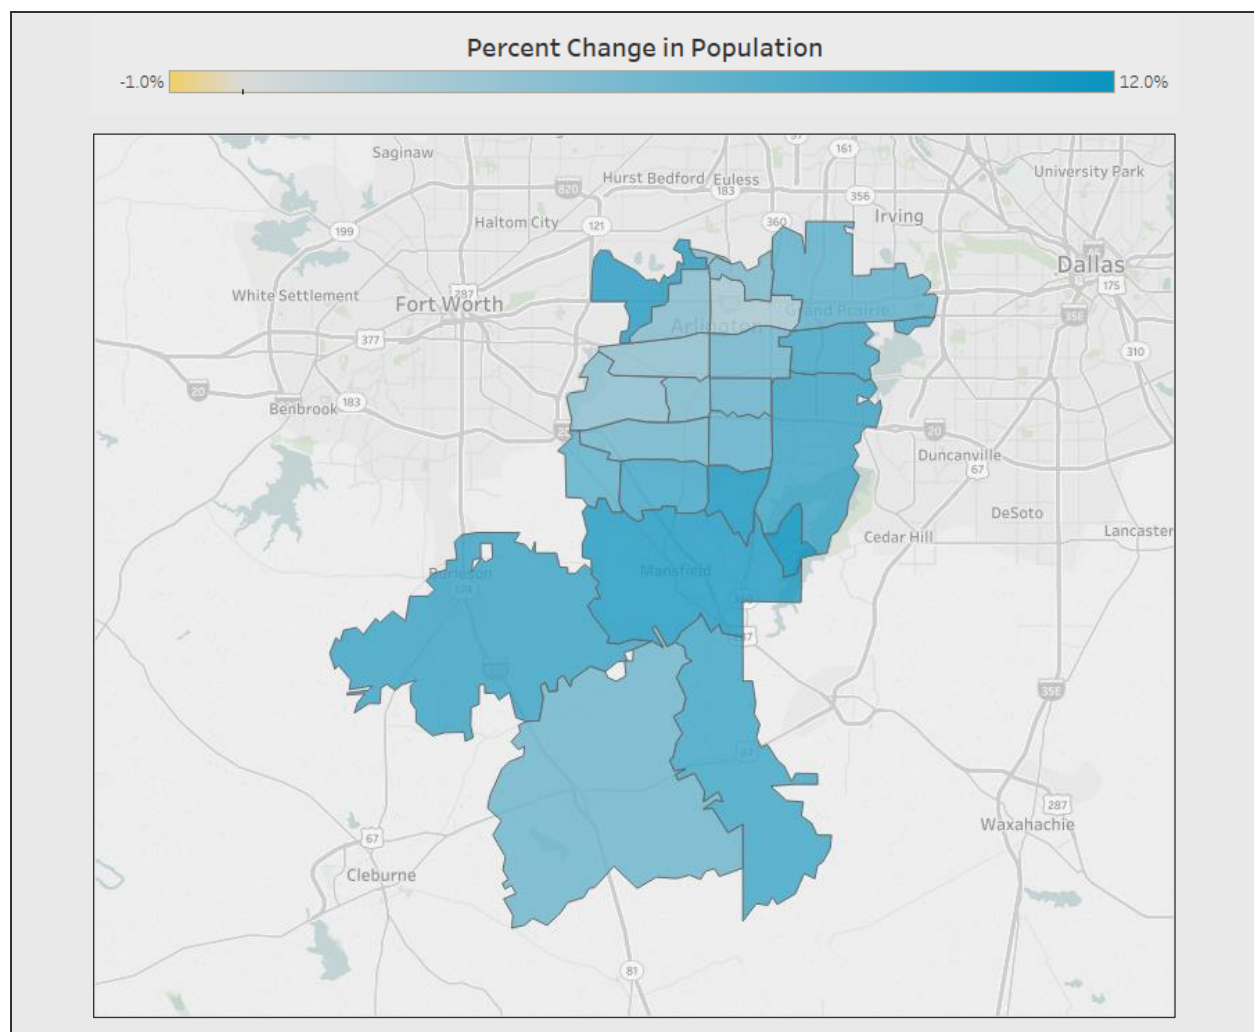 Percent Change in Population
-1.0%
12.0%
97
161
Saginaw
University Park
Hurst Bedford Euless
820
183
356
360
Irving
Haltom City
121
199
Dallas
175
White Settlement
287
Fort Worth
Grand Prairie
35E
Arlington
377
310
20
183
Benbrook
20
Duncanville
67
DeSoto
Cedar Hill
Lancaster
Burleson
Mansfield
174
35E
287
Waxahachie
67
Cleburne
81